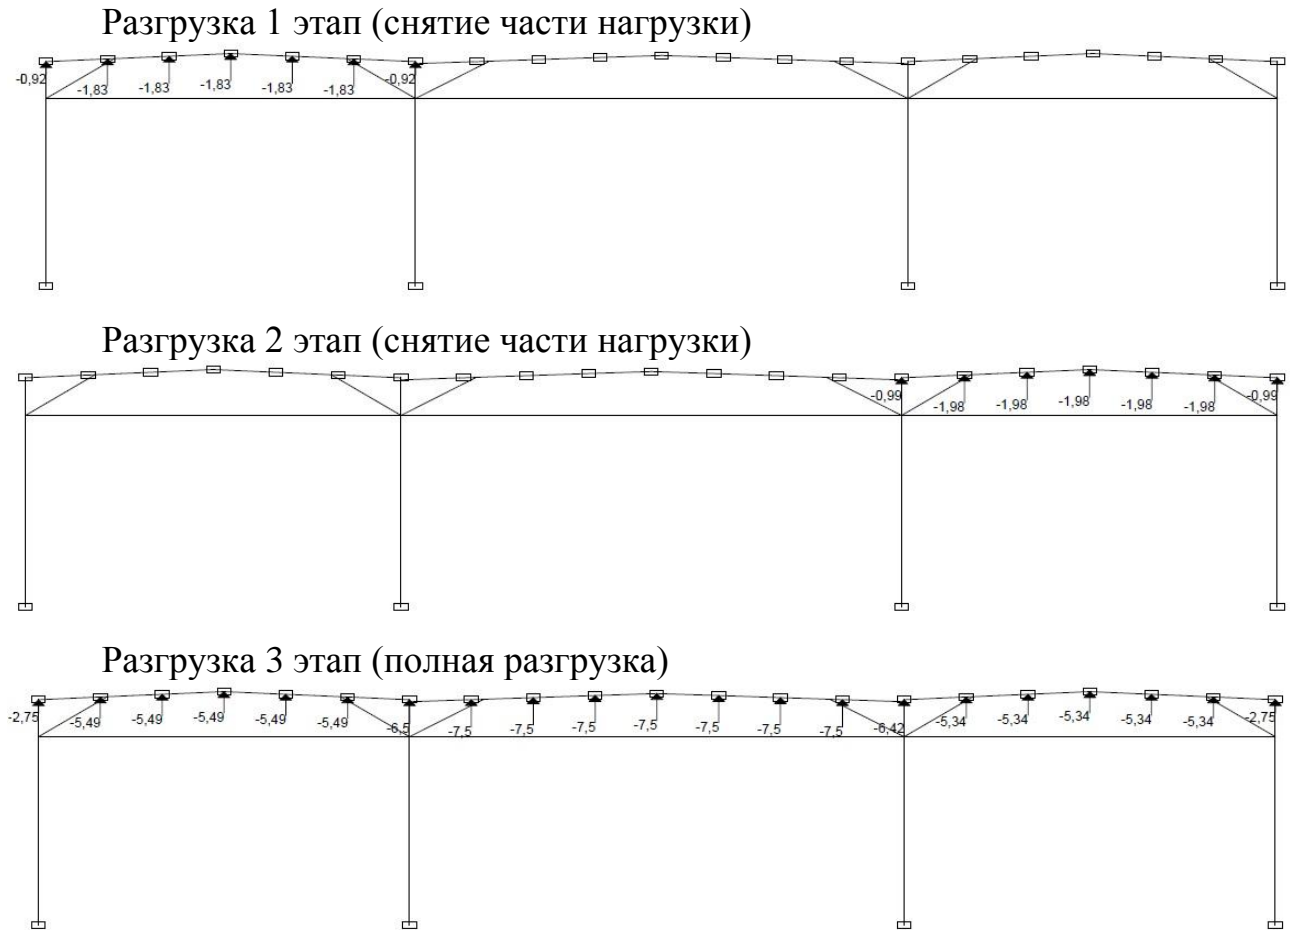 Разгрузка 1 этап (снятие части нагрузки)
-0,92 -1,83 -1,83 -1,83 -1,83 -1,83 -0,92
Разгрузка 2 этап (снятие части нагрузки)
-0,99 -1,98 -1,98 -1,98 -1,98 -1,98 -0,99
Разгрузка 3 этап (полная разгрузка)
-2,75 -5,49 -5,49 -5,49 -5,49 -5,49 -6,5 -7,5 -7,5 -7,5 -7,5 -7,5 -7,5 -7,5 -6,42 -5,34 -5,34 -5,34 -5,34 -5,34 -2,75